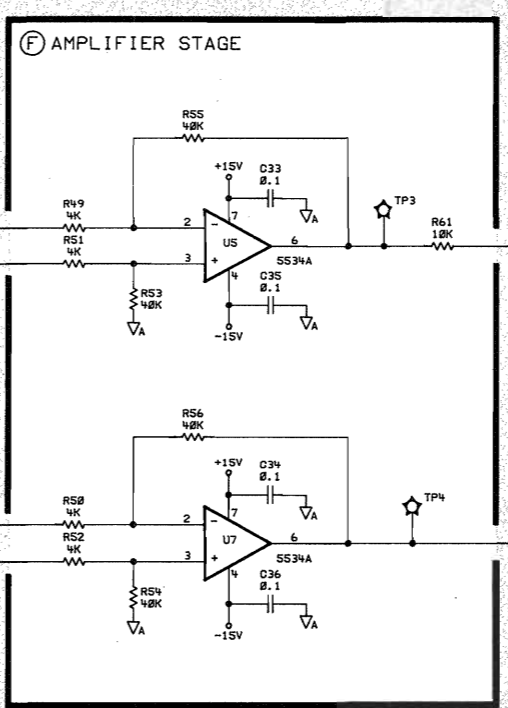 F AMPLIFIER STAGE
R55
40K
+15V
C33
0.1
A
TP3
R49
4K
2
-
7
U5
6
R61
10K
R51
4K
3
+
4
5534A
R53
40K
A
C35
0.1
A
-15V
R56
40K
+15V
C34
0.1
A
TP4
R50
4K
2
-
7
U7
6
R52
4K
3
+
4
5534A
R54
40K
A
C36
0.1
A
-15V